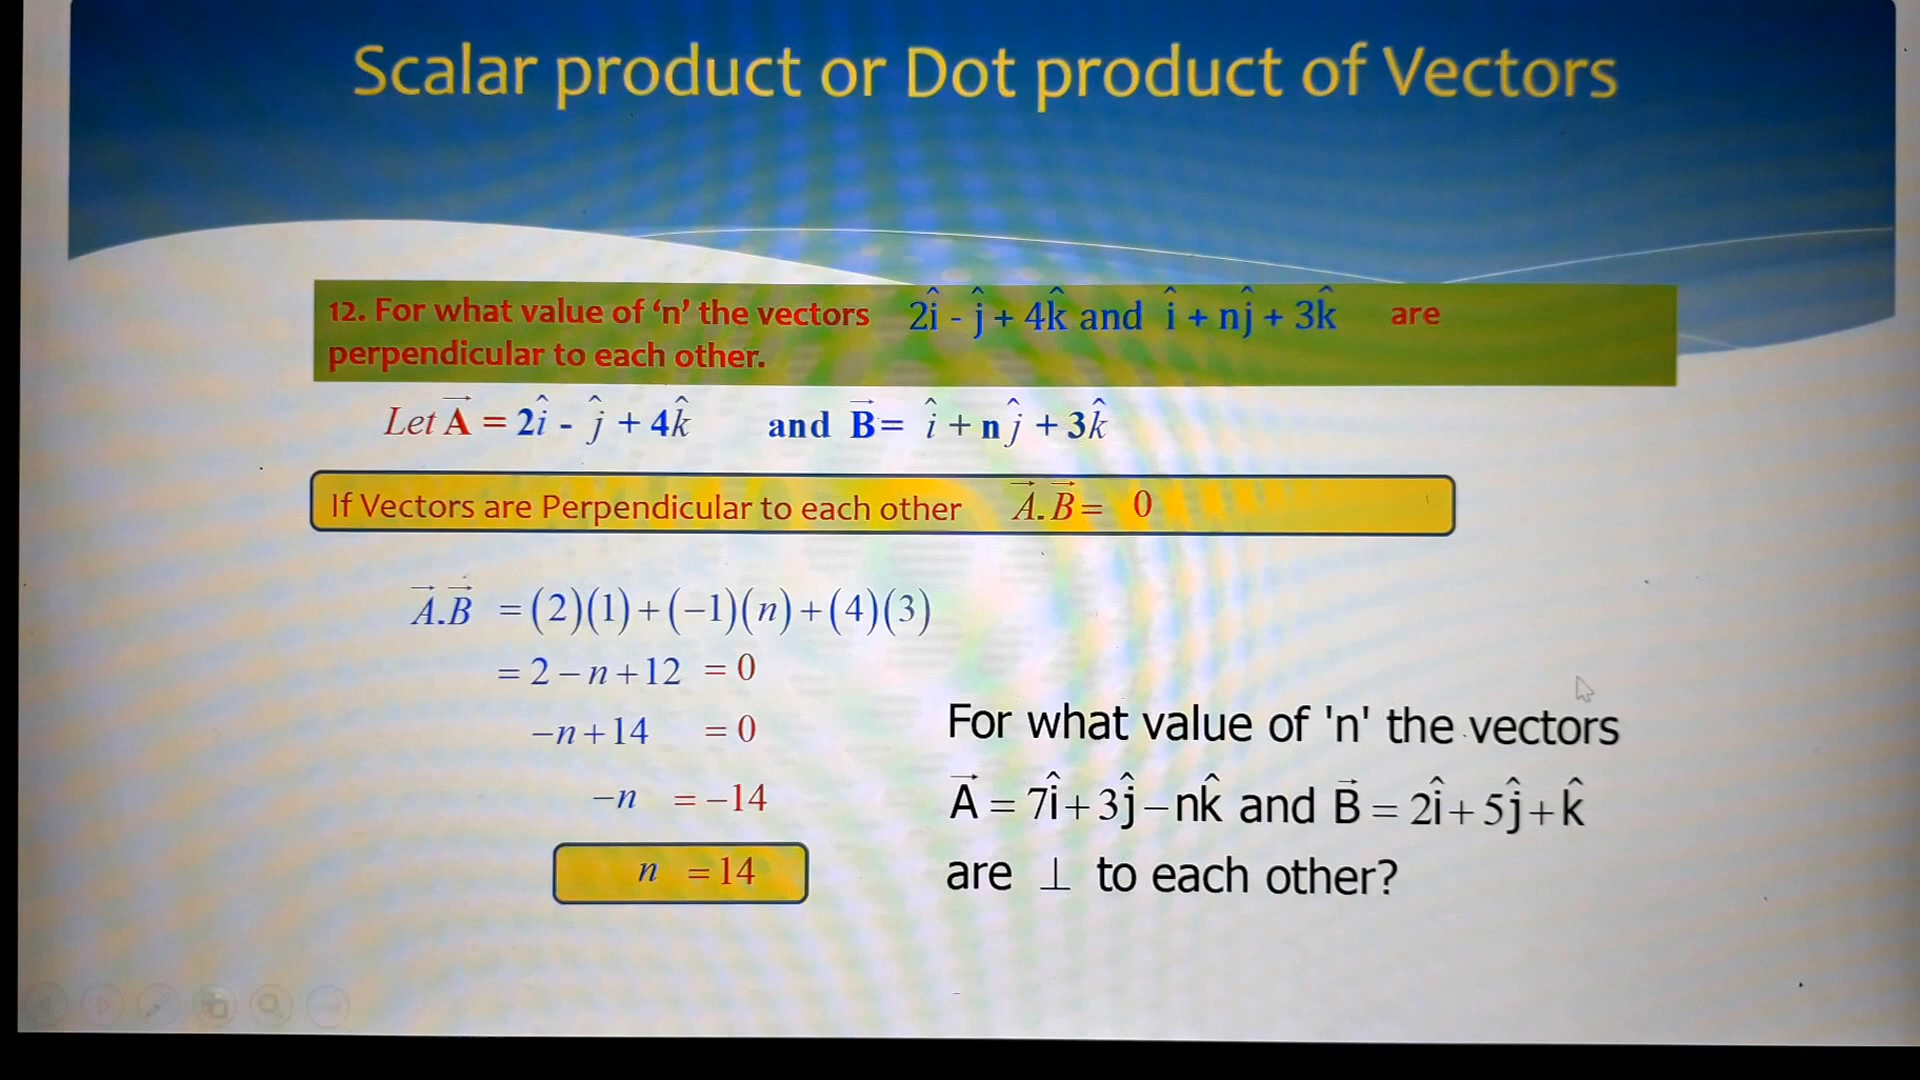 Scalar product or Dot product of Vectors
12. For what value of ‘n’ the vectors 2î - ĵ + 4k̂ and î + nĵ + 3k̂ are
perpendicular to each other.
Let A⃗ = 2î - ĵ + 4k̂ and B⃗ = î + n ĵ + 3k̂
If Vectors are Perpendicular to each other A⃗.B⃗ = 0
A⃗.B⃗ = (2)(1)+(−1)(n)+(4)(3)
= 2 − n + 12 = 0
−n+14 = 0
−n = −14
n = 14
For what value of 'n' the vectors
A⃗ = 7î+3ĵ−nk̂ and B⃗ = 2î+5ĵ+k̂
are ⊥ to each other?